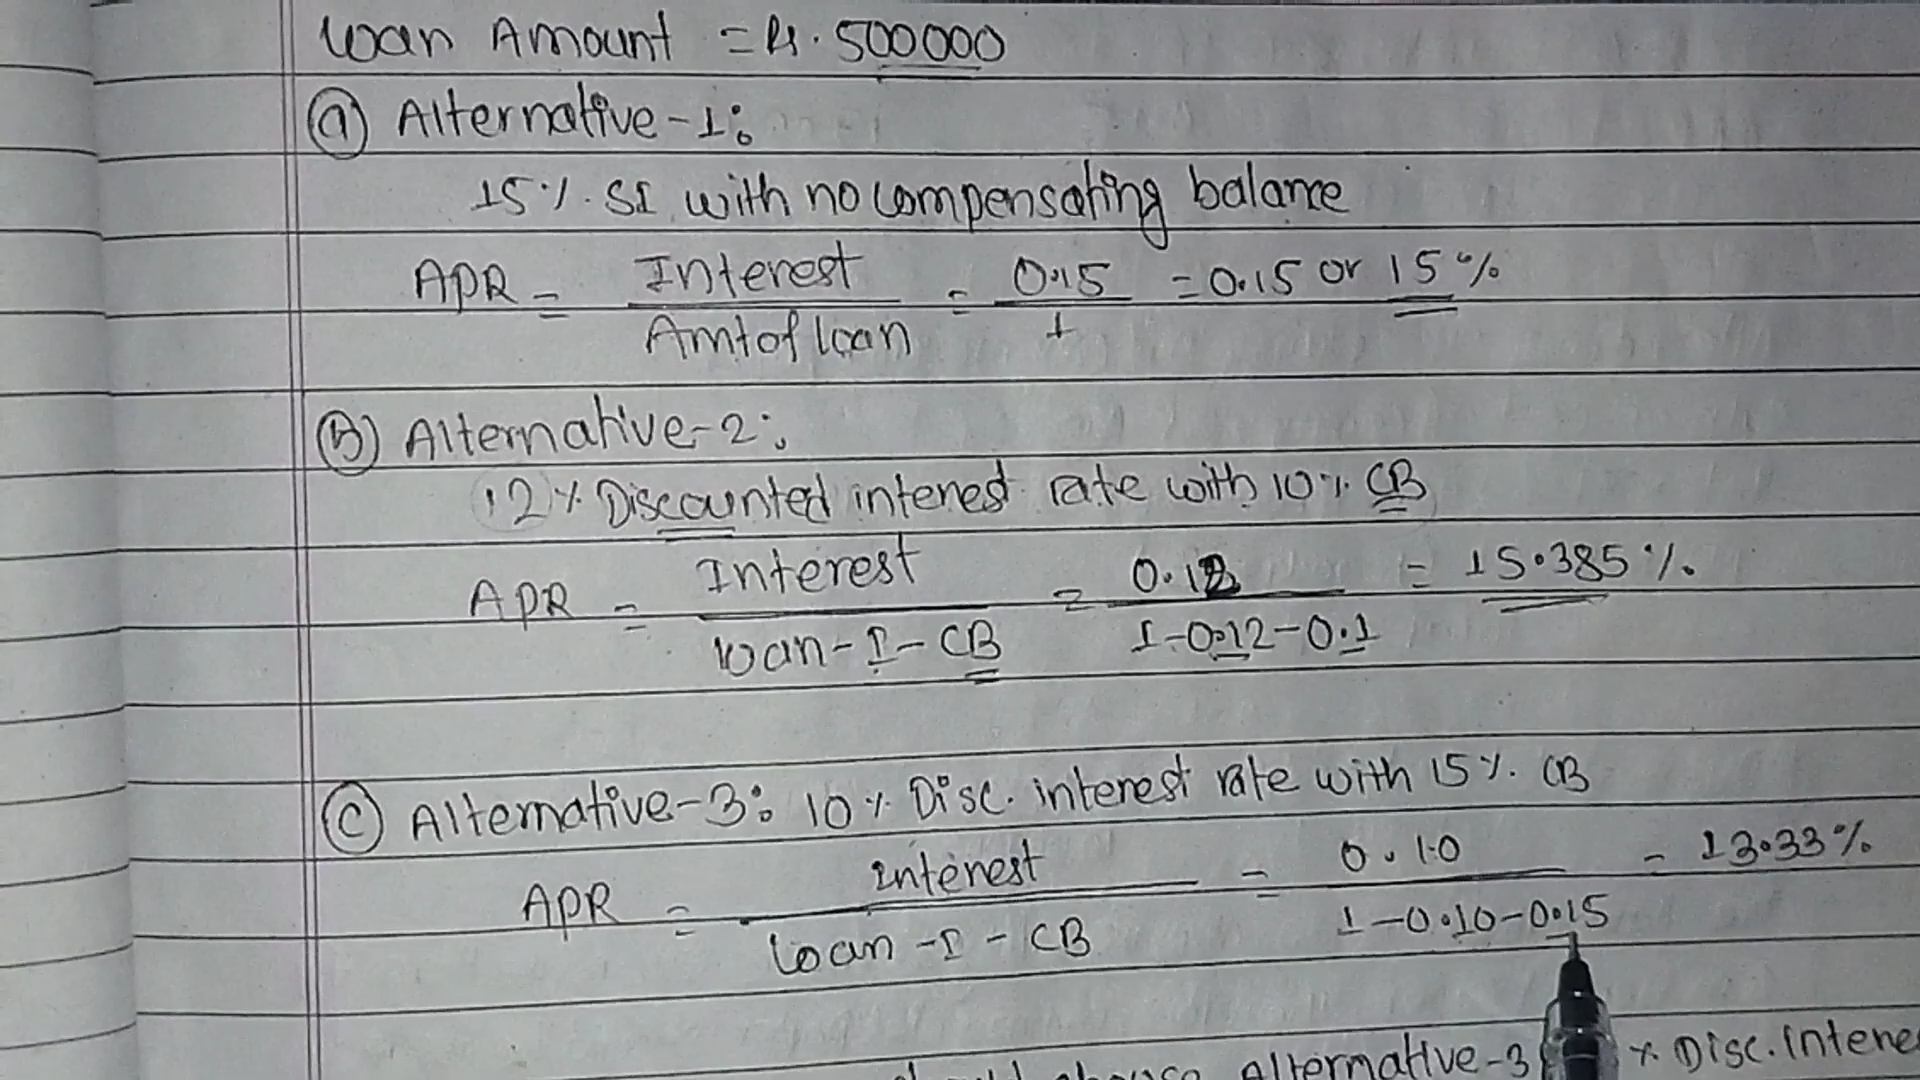 Loan Amount = Rs. 500000
(a) Alternative-1:
15% SI with no compensating balance
APR = Interest / Amt of loan = 0.15 / 1 = 0.15 or 15%
(B) Alternative-2:
12% Discounted interest rate with 10% CB
APR = Interest / loan-I-CB = 0.12 / 1-0.12-0.1 = 15.385%
(C) Alternative-3: 10% Disc. interest rate with 15% CB
APR = interest / loan-I-CB = 0.10 / 1-0.10-0.15 = 13.33%
Alternative-3 % Disc.